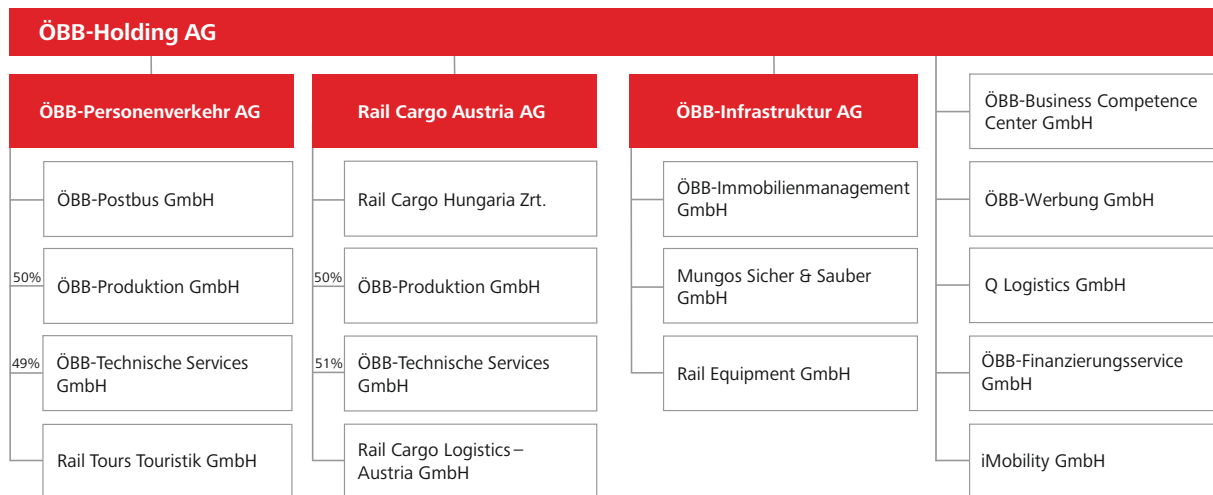 ÖBB-Holding AG
ÖBB-Personenverkehr AG
ÖBB-Postbus GmbH
50%
ÖBB-Produktion GmbH
49%
ÖBB-Technische Services
GmbH
Rail Tours Touristik GmbH
Rail Cargo Austria AG
Rail Cargo Hungaria Zrt.
50%
ÖBB-Produktion GmbH
51%
ÖBB-Technische Services
GmbH
Rail Cargo Logistics –
Austria GmbH
ÖBB-Infrastruktur AG
ÖBB-Immobilienmanagement
GmbH
Mungos Sicher & Sauber
GmbH
Rail Equipment GmbH
ÖBB-Business Competence
Center GmbH
ÖBB-Werbung GmbH
Q Logistics GmbH
ÖBB-Finanzierungsservice
GmbH
iMobility GmbH